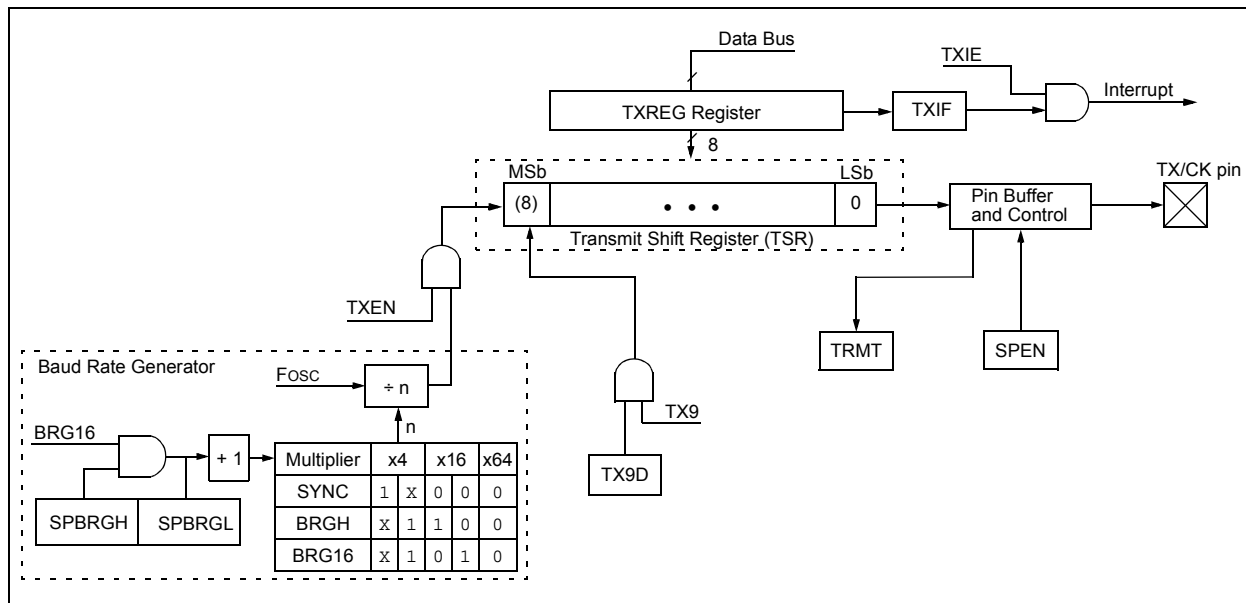 Data Bus
TXIE
Interrupt
TXREG Register
TXIF
8
MSb
LSb
TX/CK pin
(8)
• • •
0
Pin Buffer
and Control
Transmit Shift Register (TSR)
TXEN
TRMT
SPEN
Baud Rate Generator
FOSC
÷ n
n
TX9
BRG16
+ 1
TX9D
Multiplier x4 x16 x64
SYNC 1 X 0 0 0
BRGH X 1 1 0 0
BRG16 X 1 0 1 0
SPBRGH SPBRGL